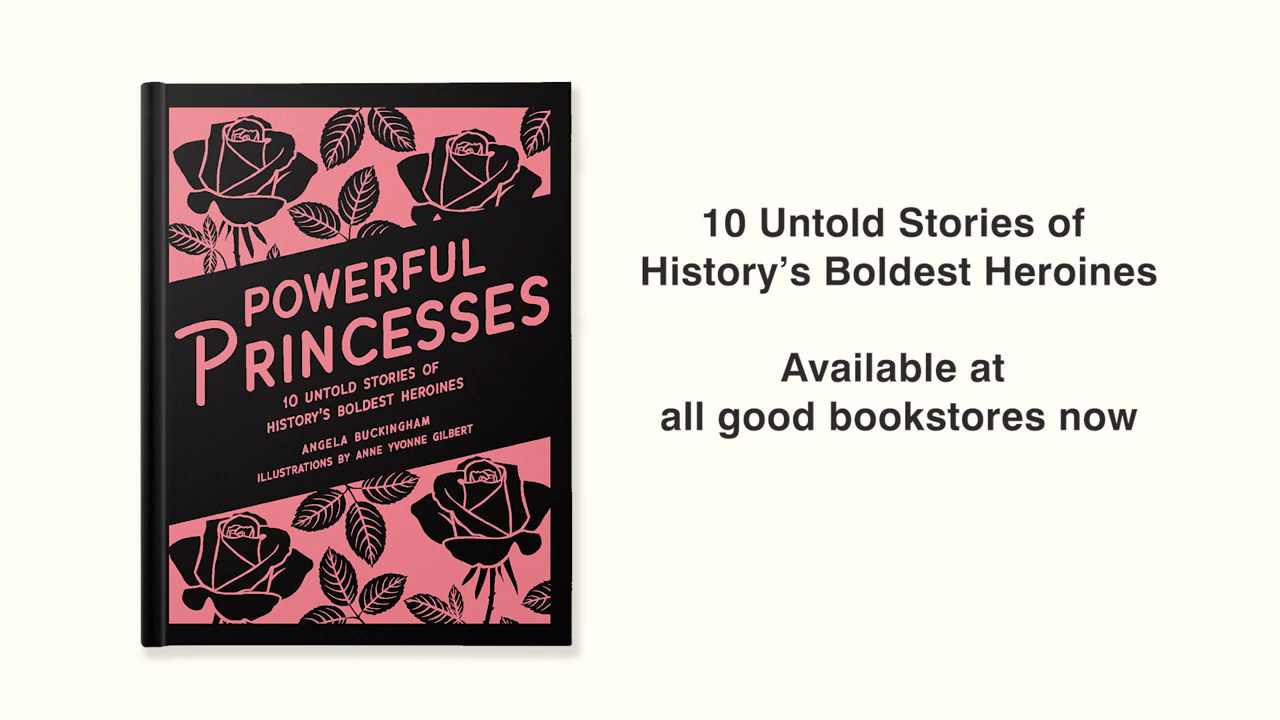 POWERFUL
PRINCESSES
10 UNTOLD STORIES OF
HISTORY'S BOLDEST HEROINES
ANGELA BUCKINGHAM
ILLUSTRATIONS BY ANNE YVONNE GILBERT
10 Untold Stories of
History’s Boldest Heroines
Available at
all good bookstores now